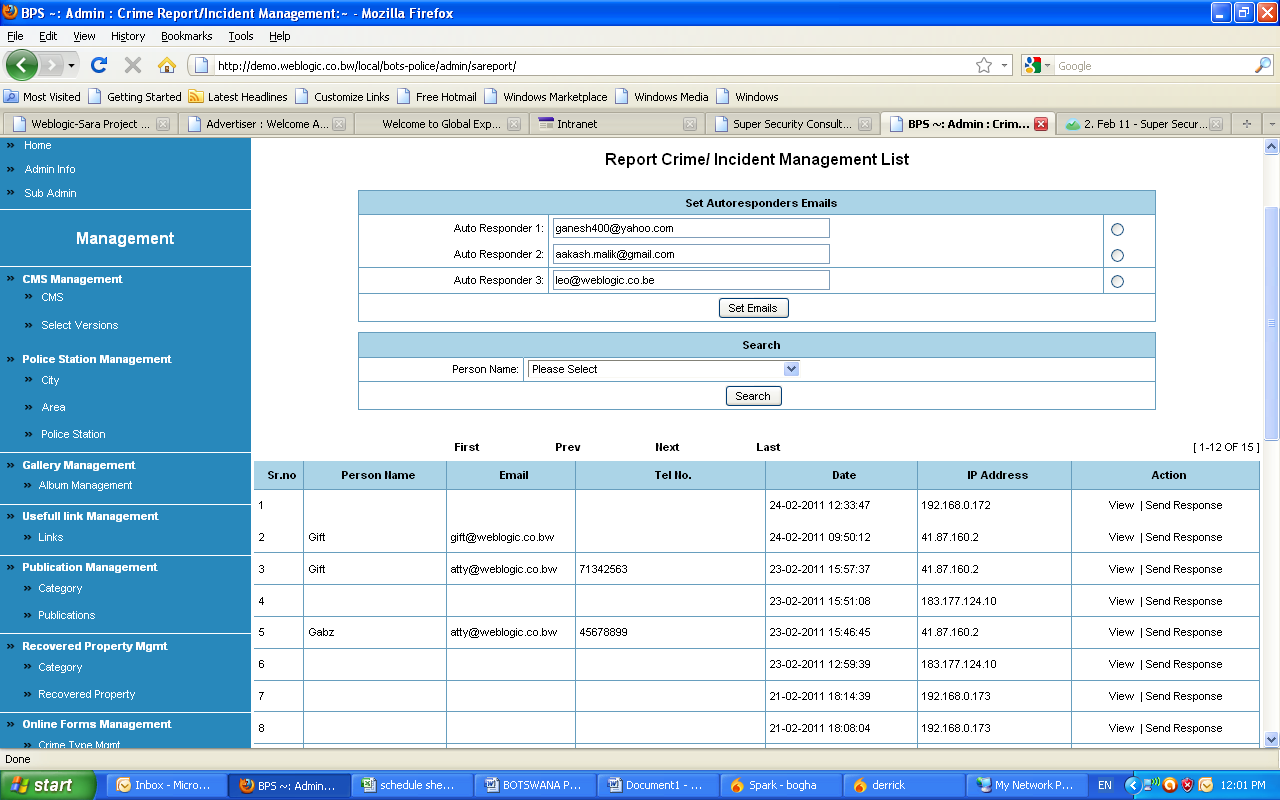 BPS ~: Admin : Crime Report/Incident Management:~ - Mozilla Firefox
File Edit View History Bookmarks Tools Help
http://demo.weblogic.co.bw/local/bots-police/admin/sareport/
Google
Most Visited Getting Started Latest Headlines Customize Links Free Hotmail Windows Marketplace Windows Media Windows
Weblogic-Sara Project ... Advertiser : Welcome A... Welcome to Global Exp... Intranet Super Security Consult... BPS ~: Admin : Crim... 2. Feb 11 - Super Secur...
Home
Admin Info
Sub Admin
Management
CMS Management
CMS
Select Versions
Police Station Management
City
Area
Police Station
Gallery Management
Album Management
Usefull link Management
Links
Publication Management
Category
Publications
Recovered Property Mgmt
Category
Recovered Property
Online Forms Management
Crime Type Mgmt
Report Crime/ Incident Management List
Set Autoresponders Emails
Auto Responder 1: ganesh400@yahoo.com
Auto Responder 2: aakash.malik@gmail.com
Auto Responder 3: leo@weblogic.co.be
Set Emails
Search
Person Name: Please Select
Search
First Prev Next Last [ 1-12 OF 15 ]
Sr.no Person Name Email Tel No. Date IP Address Action
1 24-02-2011 12:33:47 192.168.0.172 View | Send Response
2 Gift gift@weblogic.co.bw 24-02-2011 09:50:12 41.87.160.2 View | Send Response
3 Gift atty@weblogic.co.bw 71342563 23-02-2011 15:57:37 41.87.160.2 View | Send Response
4 23-02-2011 15:51:08 183.177.124.10 View | Send Response
5 Gabz atty@weblogic.co.bw 45678899 23-02-2011 15:46:45 41.87.160.2 View | Send Response
6 23-02-2011 12:59:39 183.177.124.10 View | Send Response
7 21-02-2011 18:14:39 192.168.0.173 View | Send Response
8 21-02-2011 18:08:04 192.168.0.173 View | Send Response
Done
start Inbox - Micro... BPS ~: Admin... schedule she... BOTSWANA P... Document1 - ... Spark - bogha derrick My Network P... EN 12:01 PM